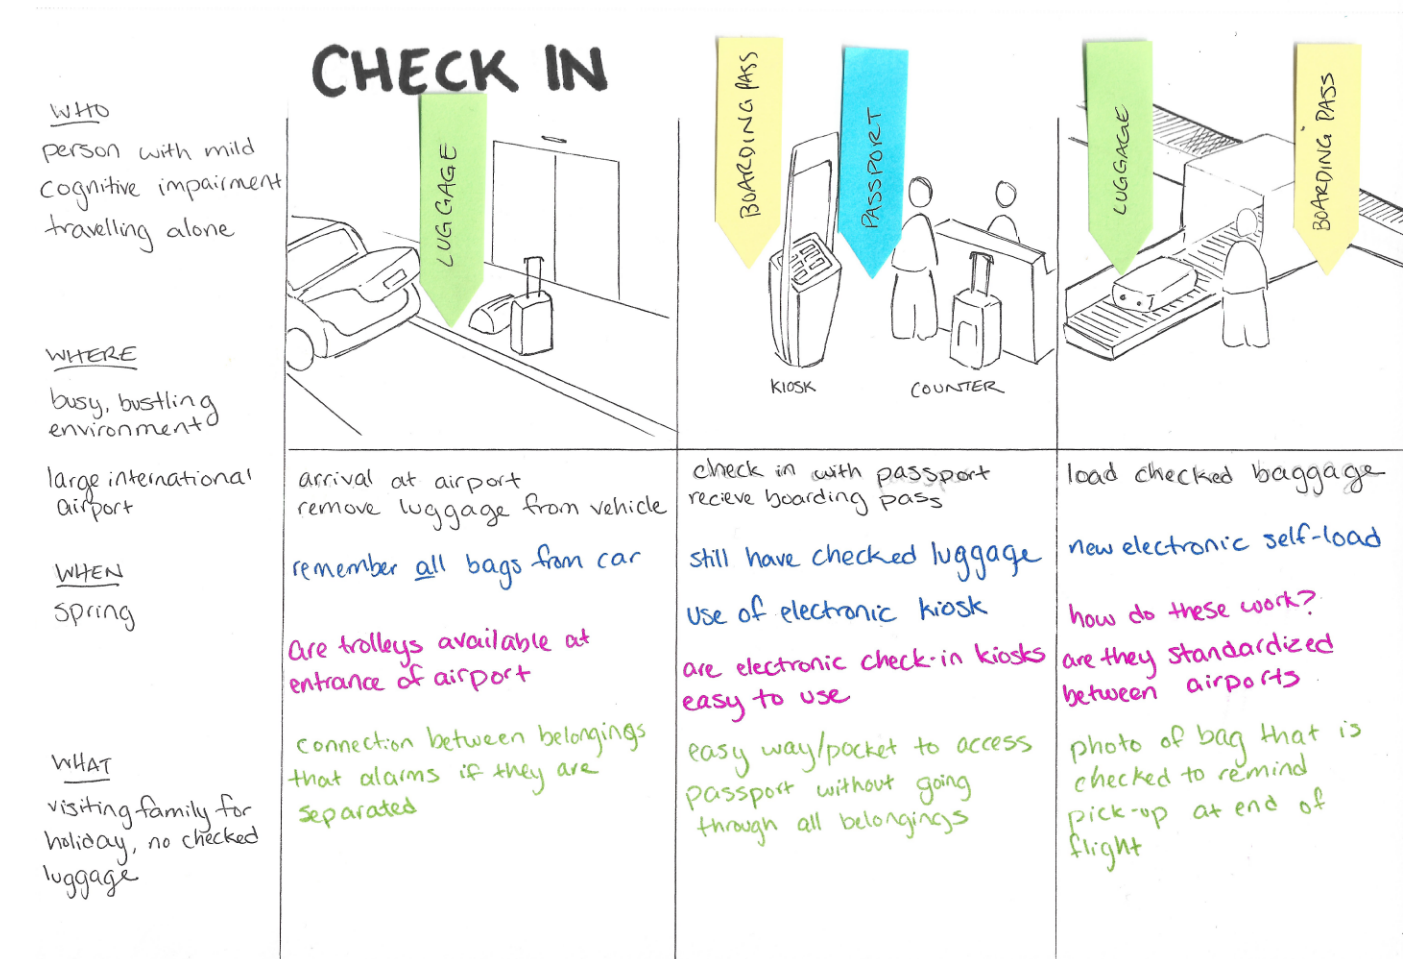 CHECK IN
WHO
person with mild
cognitive impairment
travelling alone
WHERE
busy, bustling
environment
large international
airport
WHEN
spring
WHAT
visiting family for
holiday, no checked
luggage
LUGGAGE
arrival at airport
remove luggage from vehicle
remember all bags from car
are trolleys available at
entrance of airport
connection between belongings
that alarms if they are
separated
BOARDING PASS
PASSPORT
KIOSK
COUNTER
check in with passport
recieve boarding pass
still have checked luggage
use of electronic kiosk
are electronic check-in kiosks
easy to use
easy way/pocket to access
passport without going
through all belongings
LUGGAGE
BOARDING PASS
load checked baggage
new electronic self-load
how do these work?
are they standardized
between airports
photo of bag that is
checked to remind
pick-up at end of
flight